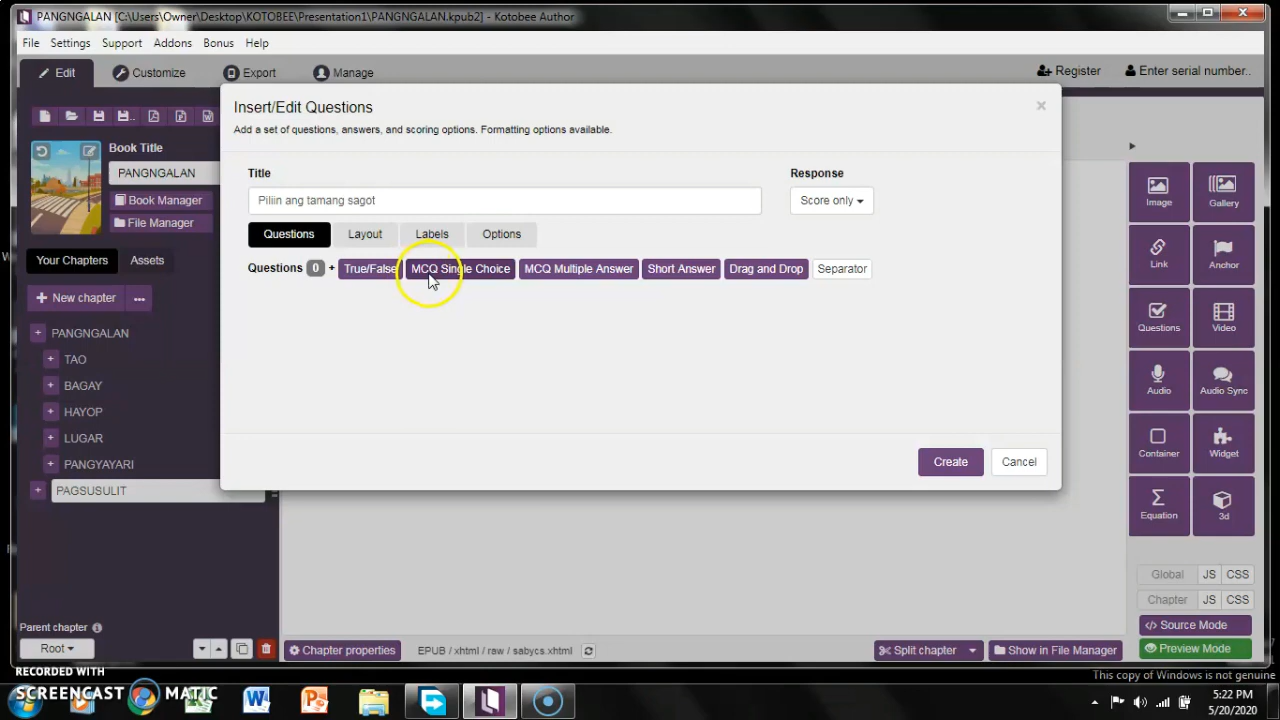 PANGNGALAN [C:\Users\Owner\Desktop\KOTOBEE\Presentation1\PANGNGALAN.kpub2] - Kotobee Author
File Settings Support Addons Bonus Help
Edit Customize Export Manage Register Enter serial number..
Insert/Edit Questions
Add a set of questions, answers, and scoring options. Formatting options available.
Book Title
PANGNGALAN
Book Manager
File Manager
Your Chapters Assets
+ New chapter ...
+ PANGNGALAN
+ TAO
+ BAGAY
+ HAYOP
+ LUGAR
+ PANGYAYARI
+ PAGSUSULIT
Parent chapter
Root
Title Response
Piliin ang tamang sagot Score only
Questions Layout Labels Options
Questions 0 + True/False MCQ Single Choice MCQ Multiple Answer Short Answer Drag and Drop Separator
Create Cancel
Image Gallery
Link Anchor
Questions Video
Audio Audio Sync
Container Widget
Equation 3d
Global JS CSS
Chapter JS CSS
</> Source Mode
Preview Mode
Chapter properties EPUB / xhtml / raw / sabycs.xhtml Split chapter Show in File Manager
This copy of Windows is not genuine
RECORDED WITH
SCREENCAST MATIC
5:22 PM
5/20/2020